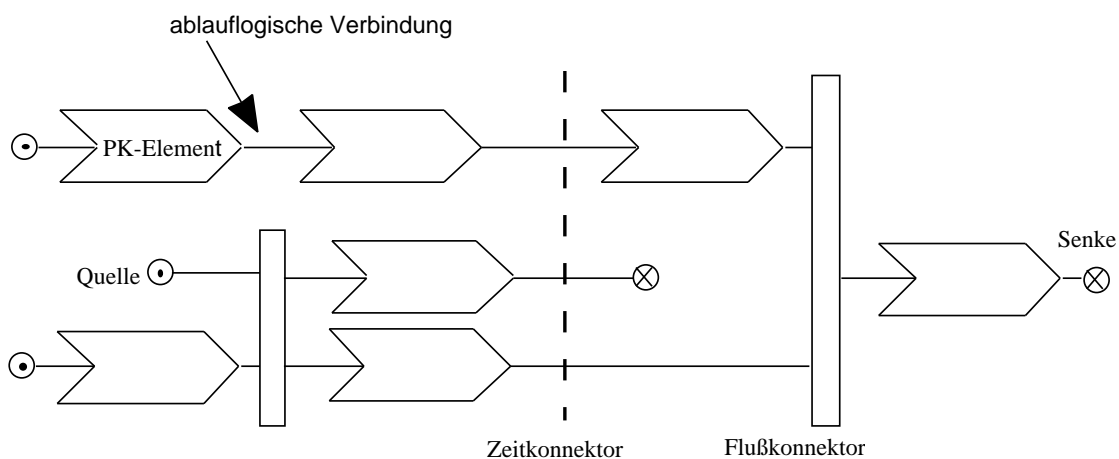 ablauflogische Verbindung
PK-Element
Senke
Quelle
Zeitkonnektor
Flußkonnektor